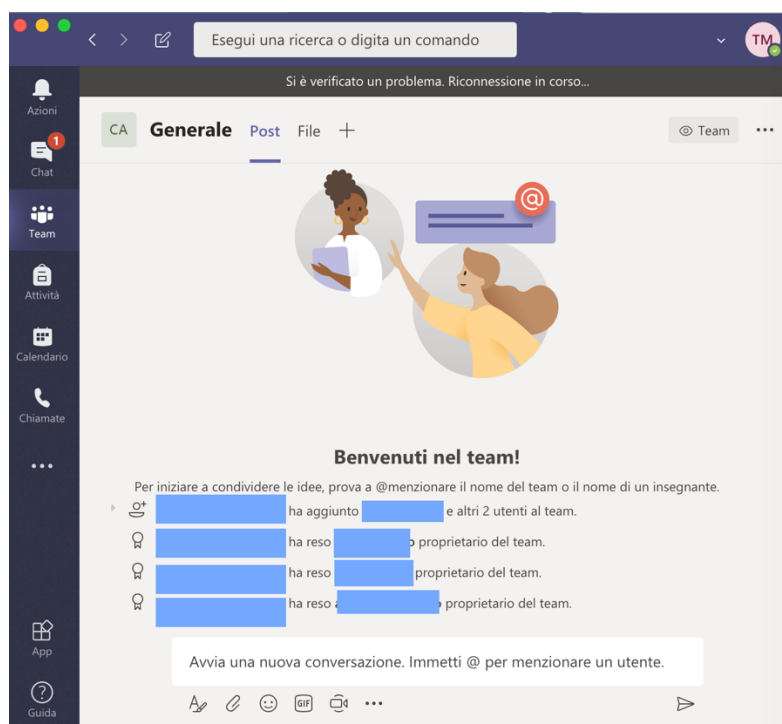 Esegui una ricerca o digita un comando
TM
Si è verificato un problema. Riconnessione in corso...
Azioni
1
Chat
Team
Attività
Calendario
Chiamate
App
Guida
CA Generale Post File
Team
@
Benvenuti nel team!
Per iniziare a condividere le idee, prova a @menzionare il nome del team o il nome di un insegnante.
ha aggiunto e altri 2 utenti al team.
ha reso proprietario del team.
ha reso proprietario del team.
ha reso proprietario del team.
Avvia una nuova conversazione. Immetti @ per menzionare un utente.
GIF